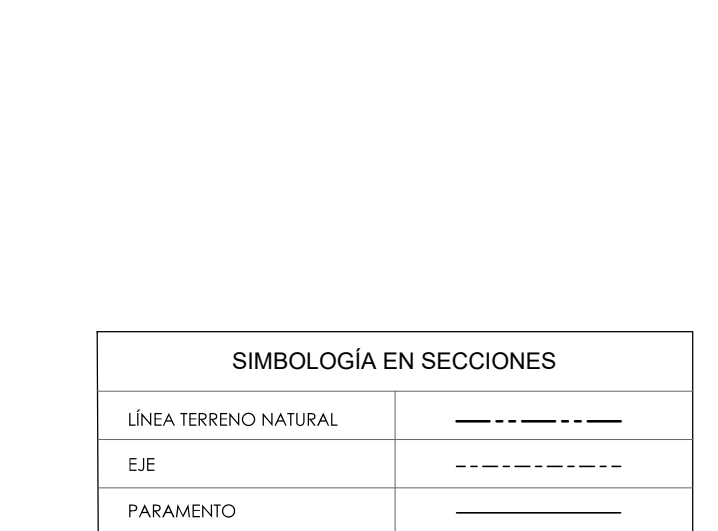 SIMBOLOGÍA EN SECCIONES
LÍNEA TERRENO NATURAL
EJE
PARAMENTO